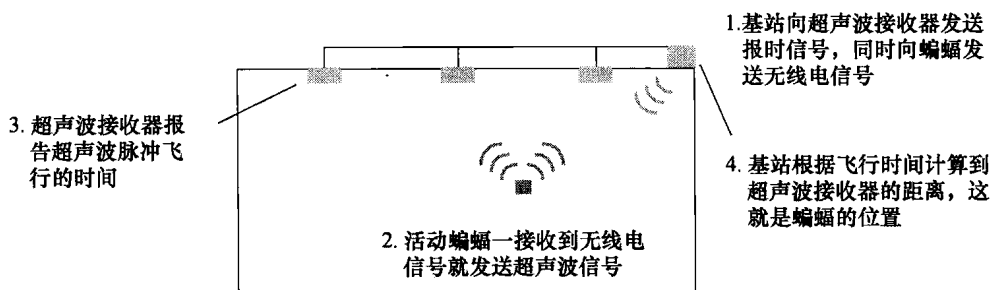 1.基站向超声波接收器发送
报时信号，同时向蝙蝠发
送无线电信号
3. 超声波接收器报
告超声波脉冲飞
行的时间
4. 基站根据飞行时间计算到
超声波接收器的距离，这
就是蝙蝠的位置
2. 活动蝙蝠一接收到无线电
信号就发送超声波信号